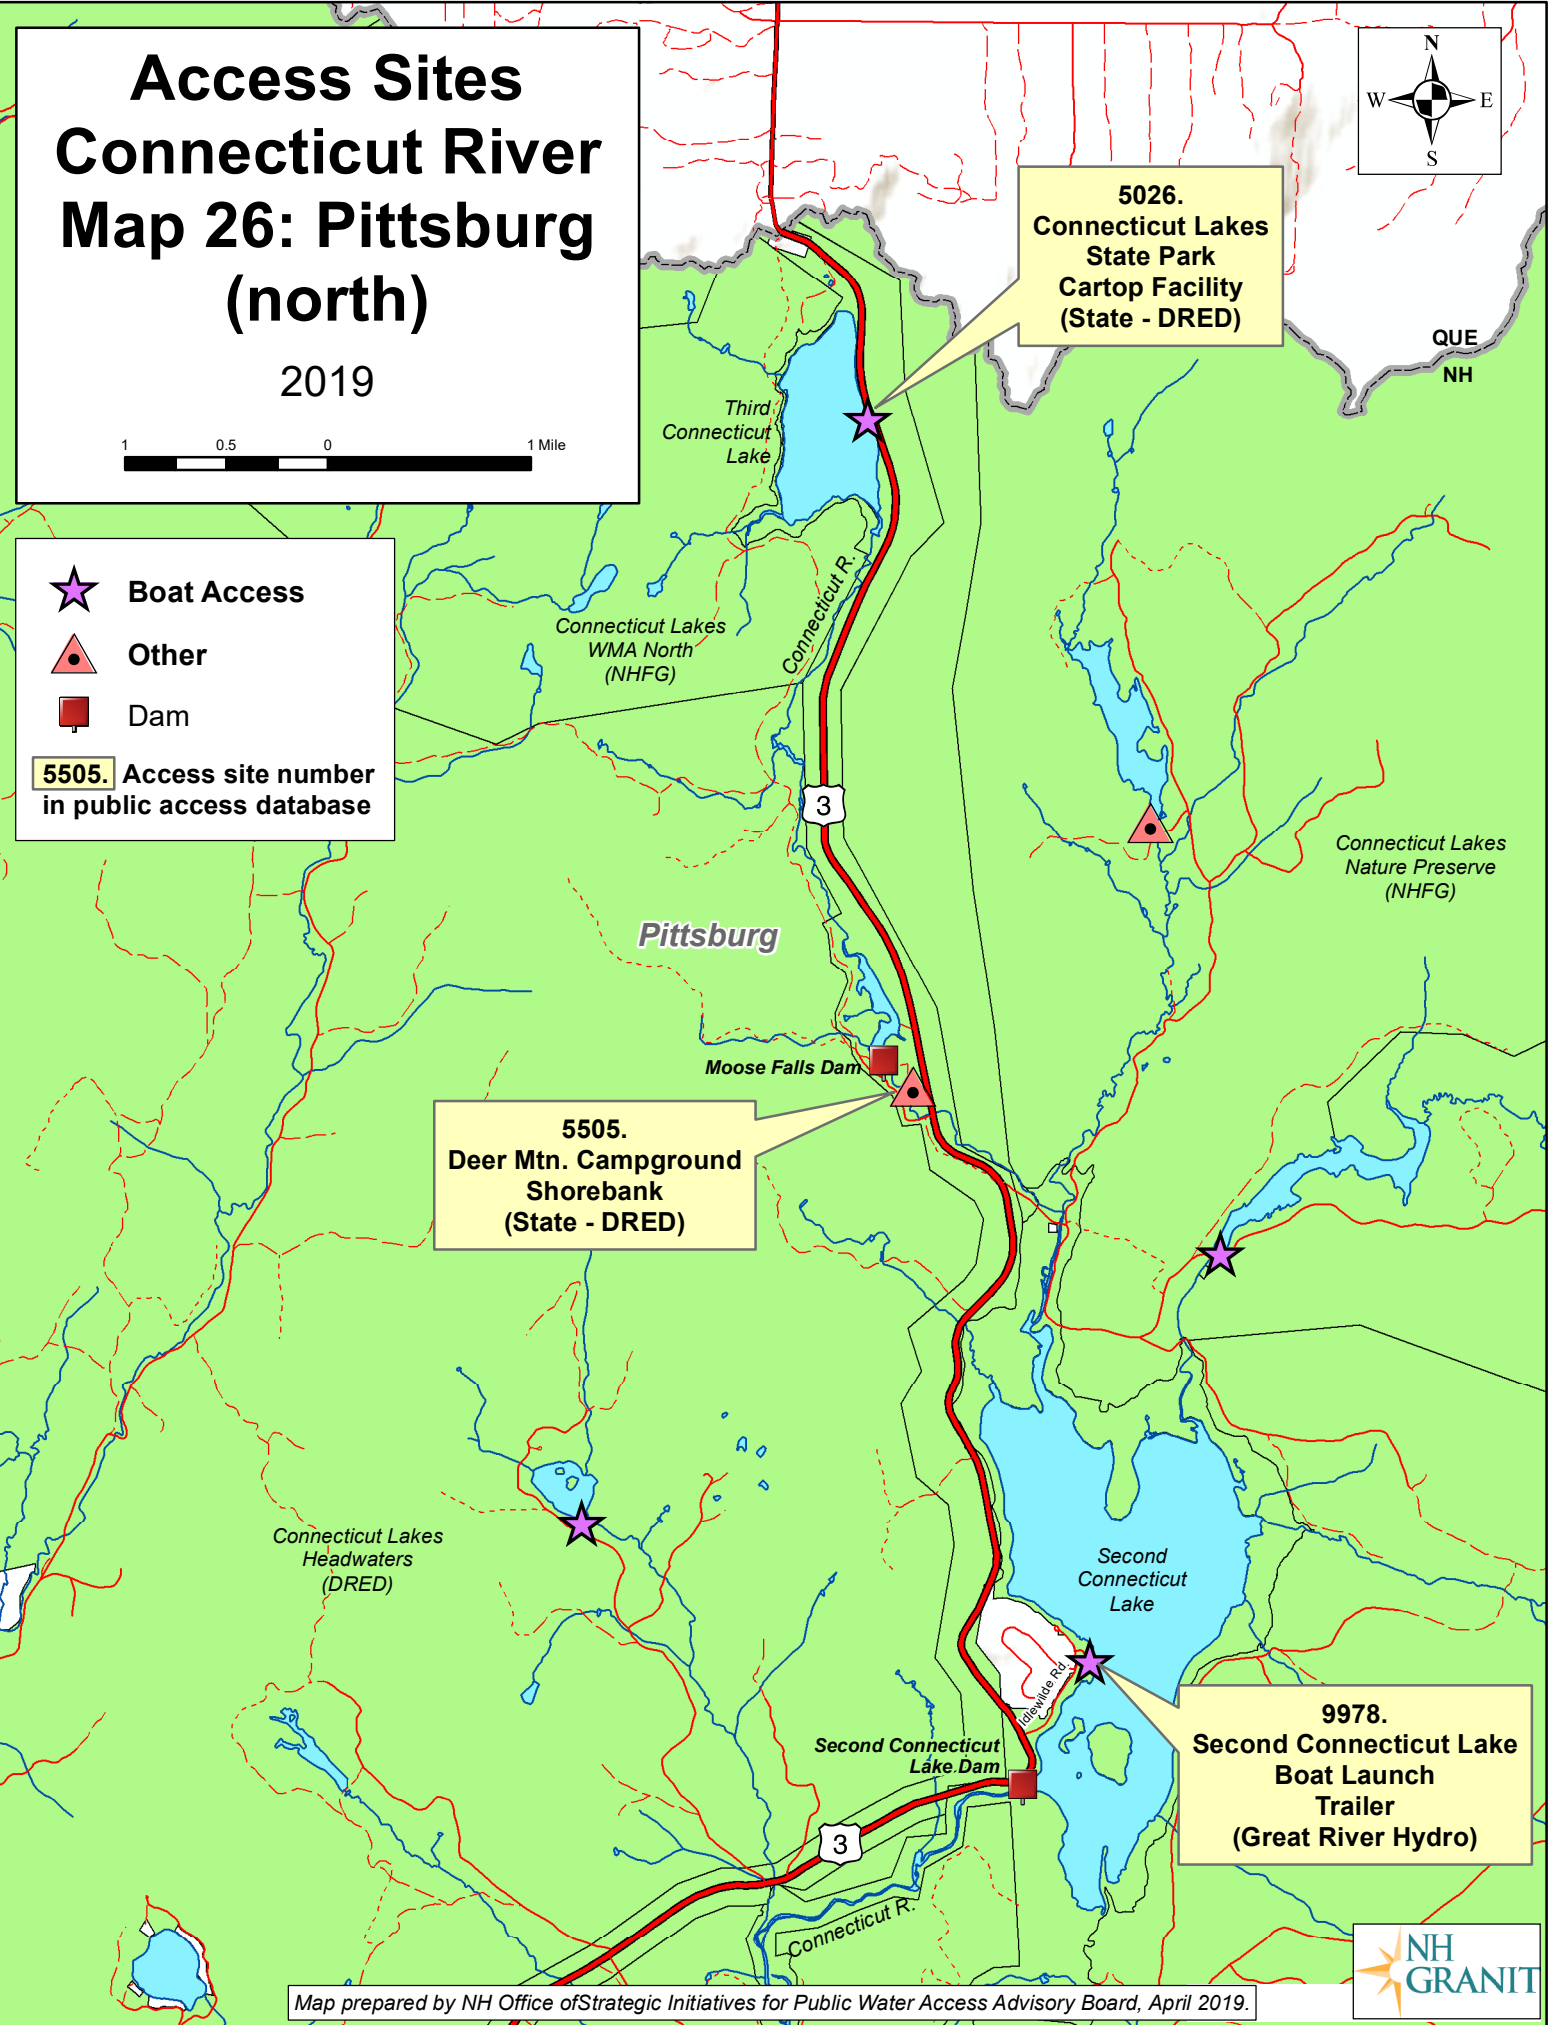 Access Sites
Connecticut River
Map 26: Pittsburg
(north)
2019
1 0.5 0 1 Mile
N
W E
S
5026.
Connecticut Lakes
State Park
Cartop Facility
(State - DRED)
QUE
NH
Third
Connecticut
Lake
Boat Access
Other
Dam
5505. Access site number
in public access database
Connecticut Lakes
WMA North
(NHFG)
Connecticut R.
3
Connecticut Lakes
Nature Preserve
(NHFG)
Pittsburg
Moose Falls Dam
5505.
Deer Mtn. Campground
Shorebank
(State - DRED)
Connecticut Lakes
Headwaters
(DRED)
Second
Connecticut
Lake
Idlewilde Rd.
Second Connecticut
Lake Dam
9978.
Second Connecticut Lake
Boat Launch
Trailer
(Great River Hydro)
3
Connecticut R.
NH
GRANIT
Map prepared by NH Office ofStrategic Initiatives for Public Water Access Advisory Board, April 2019.